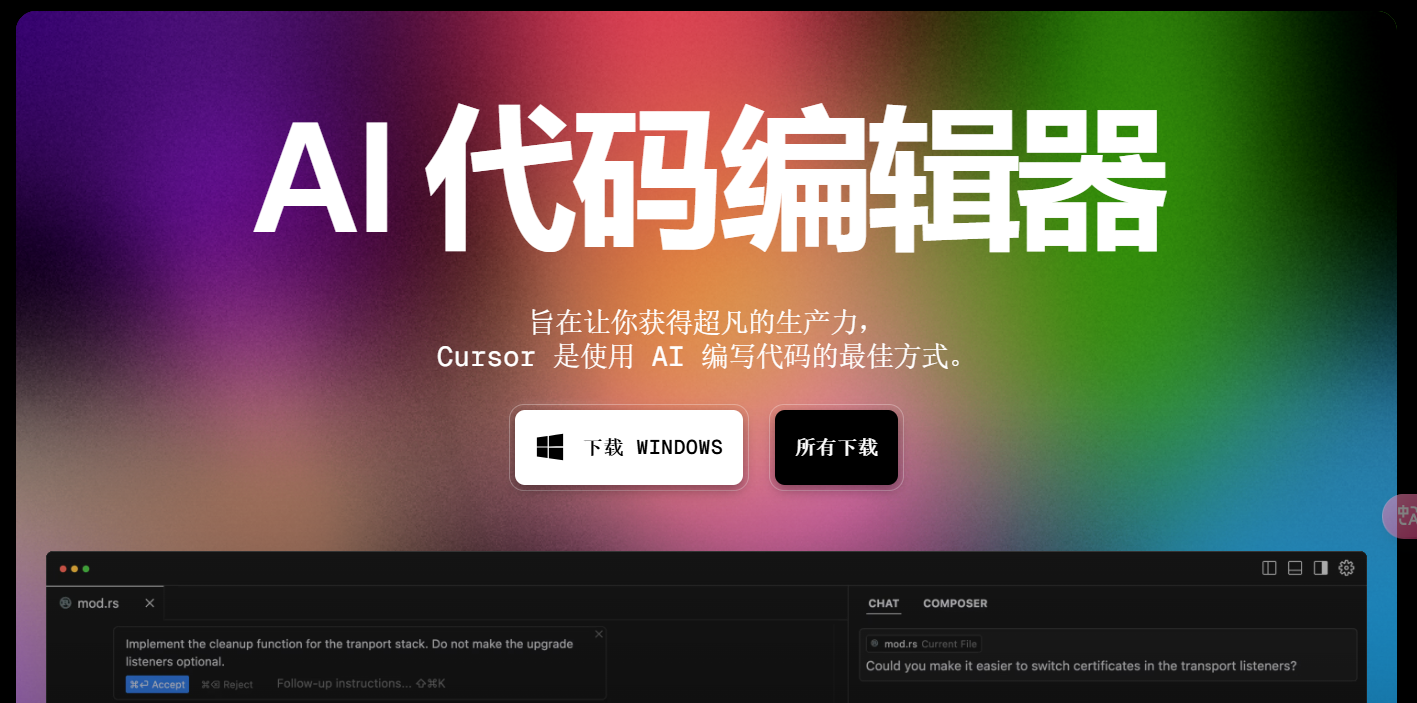 AI 代码编辑器
旨在让你获得超凡的生产力，
Cursor 是使用 AI 编写代码的最佳方式。
下载 WINDOWS
所有下载
mod.rs
Implement the cleanup function for the tranport stack. Do not make the upgrade
listeners optional.
⌘⏎ Accept
⌘⌫ Reject
Follow-up instructions... ⇧⌘K
CHAT
COMPOSER
mod.rs Current File
Could you make it easier to switch certificates in the transport listeners?
中
A